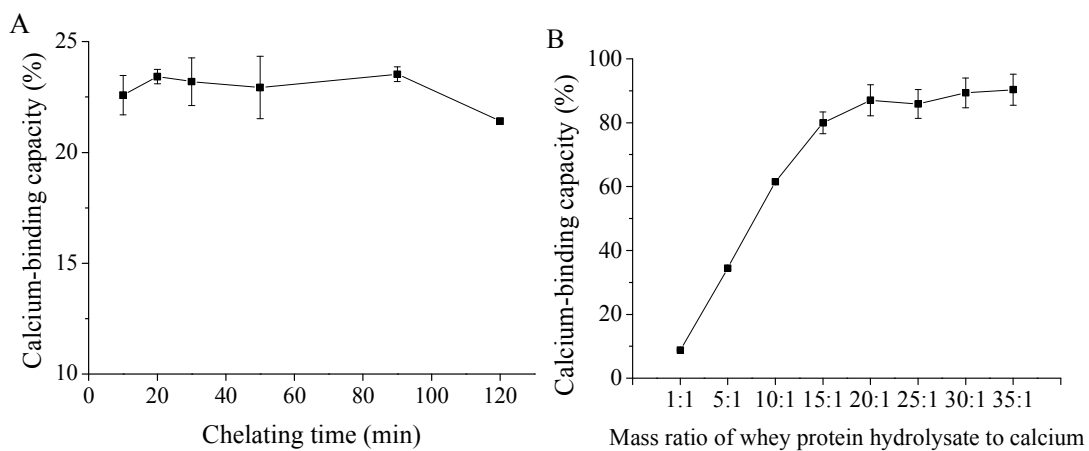 A
Calcium-binding capacity (%)
25
20
15
10
0 20 40 60 80 100 120
Chelating time (min)
B
Calcium-binding capacity (%)
100
80
60
40
20
0
1:1 5:1 10:1 15:1 20:1 25:1 30:1 35:1
Mass ratio of whey protein hydrolysate to calcium